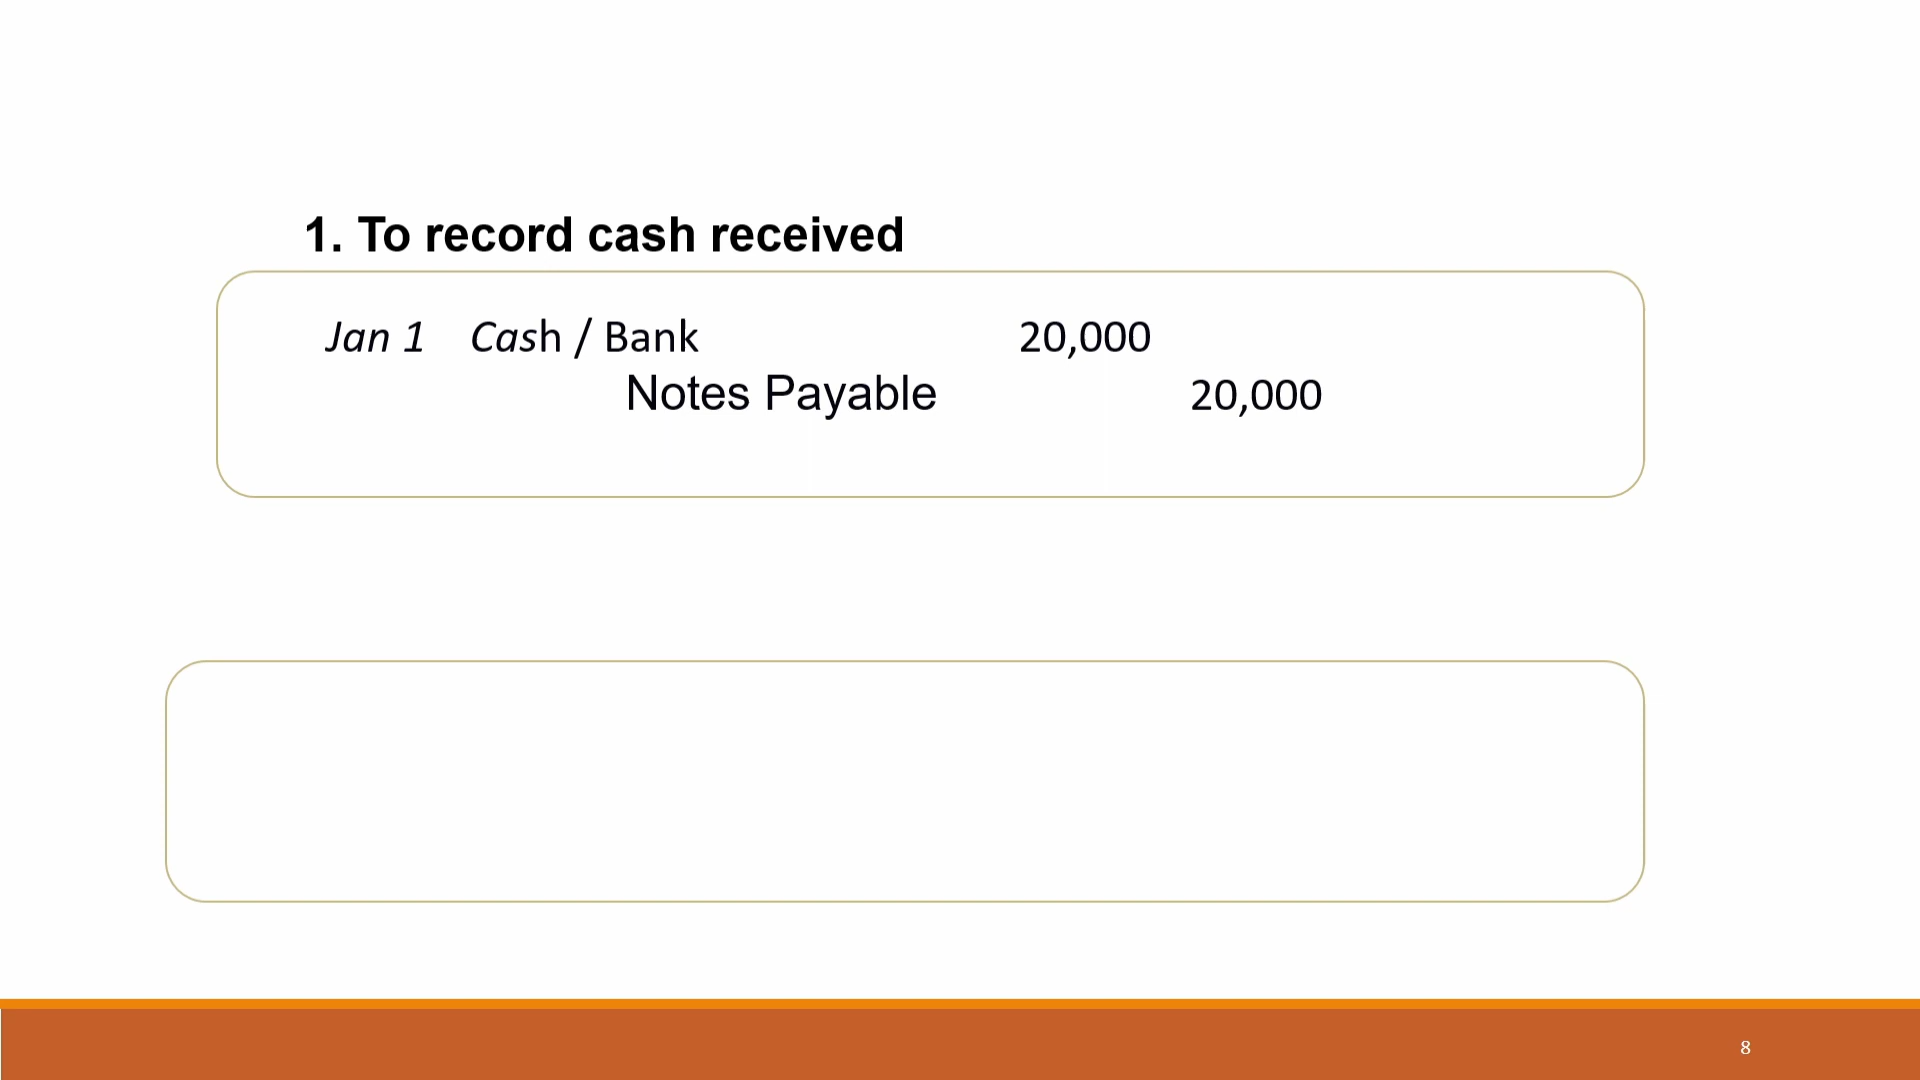 1. To record cash received
Jan 1 Cash / Bank 20,000
Notes Payable 20,000
8